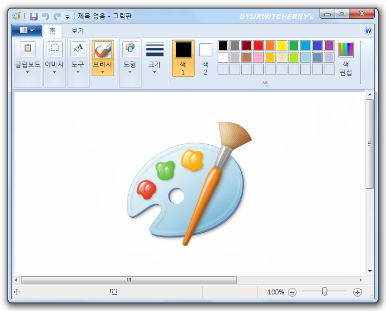 제목 없음 - 그림판
GYURWITCHERRY's
홈 보기
클립보드 이미지 도구 브러시 도형 크기 색 1 색 2 색 편집
색
100%